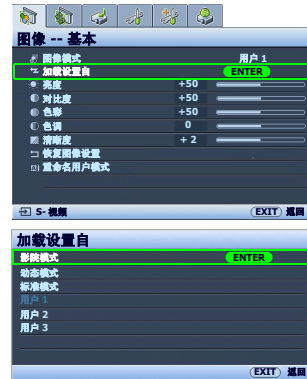 图像 -- 基本
图像模式 用户 1
加载设置自 ENTER
亮度 +50
对比度 +50
色彩 +50
色调 0
清晰度 + 2
恢复图像设置
重命名用户模式
S- 视频 EXIT 返回
加载设置自
影院模式 ENTER
动态模式
标准模式
用户 1
用户 2
用户 3
EXIT 返回